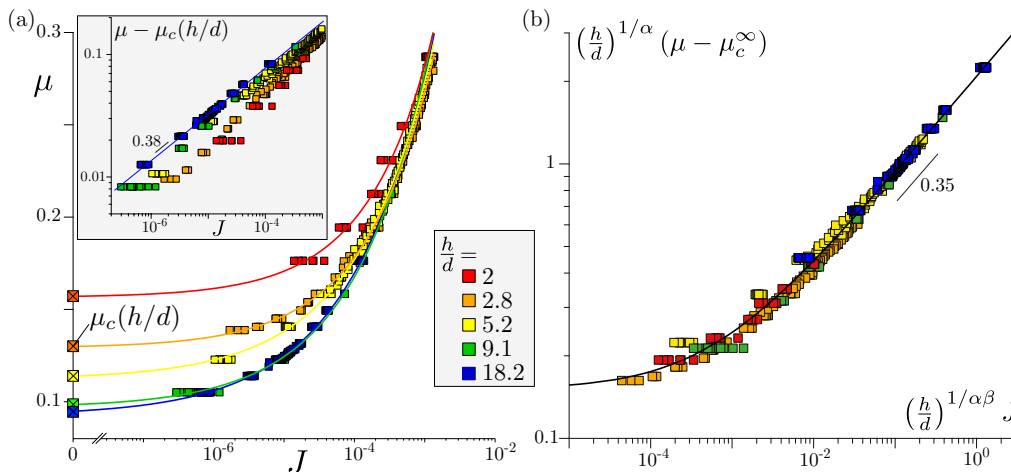 (a)
0.3
μ
0.2
0.1
μ − μ_c(h/d)
0.1
0.01
0.38
10^{-6}
J
10^{-4}
μ_c(h/d)
h/d =
2
2.8
5.2
9.1
18.2
0
10^{-6}
J
10^{-4}
10^{-2}
(b)
(h/d)^{1/α} (μ − μ_c^∞)
1
0.1
0.35
(h/d)^{1/αβ} J
0
10^{-4}
10^{-2}
10^{0}